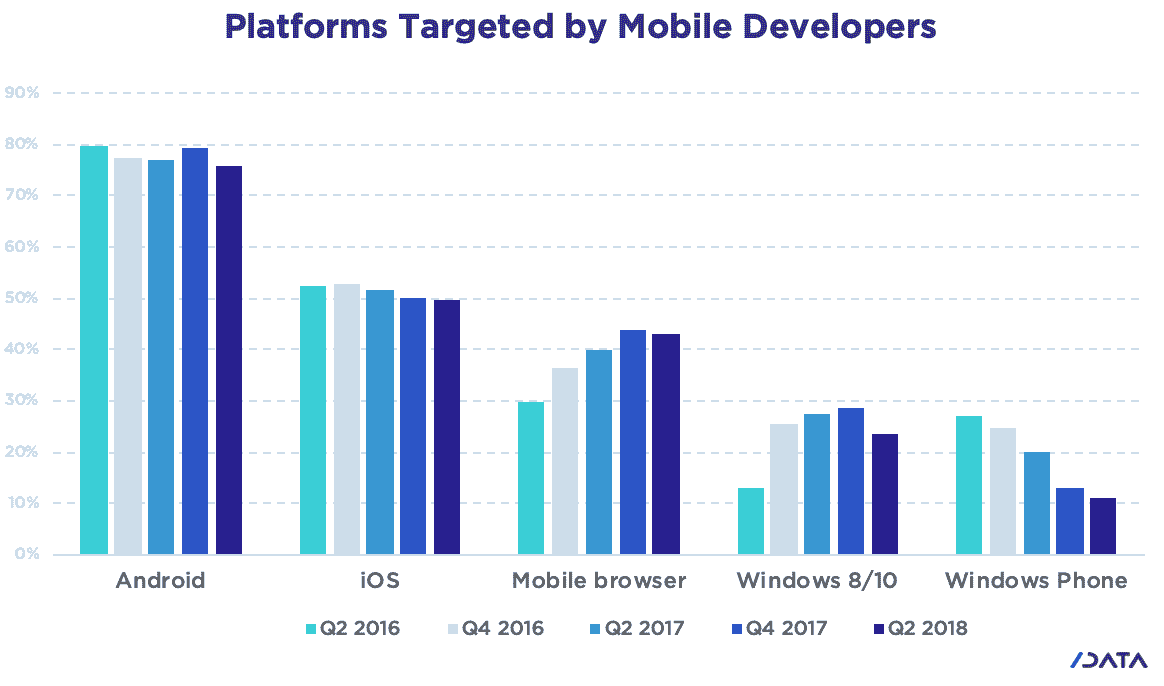 Platforms Targeted by Mobile Developers
90%
80%
70%
60%
50%
40%
30%
20%
10%
0%
Android iOS Mobile browser Windows 8/10 Windows Phone
Q2 2016 Q4 2016 Q2 2017 Q4 2017 Q2 2018
/DATA